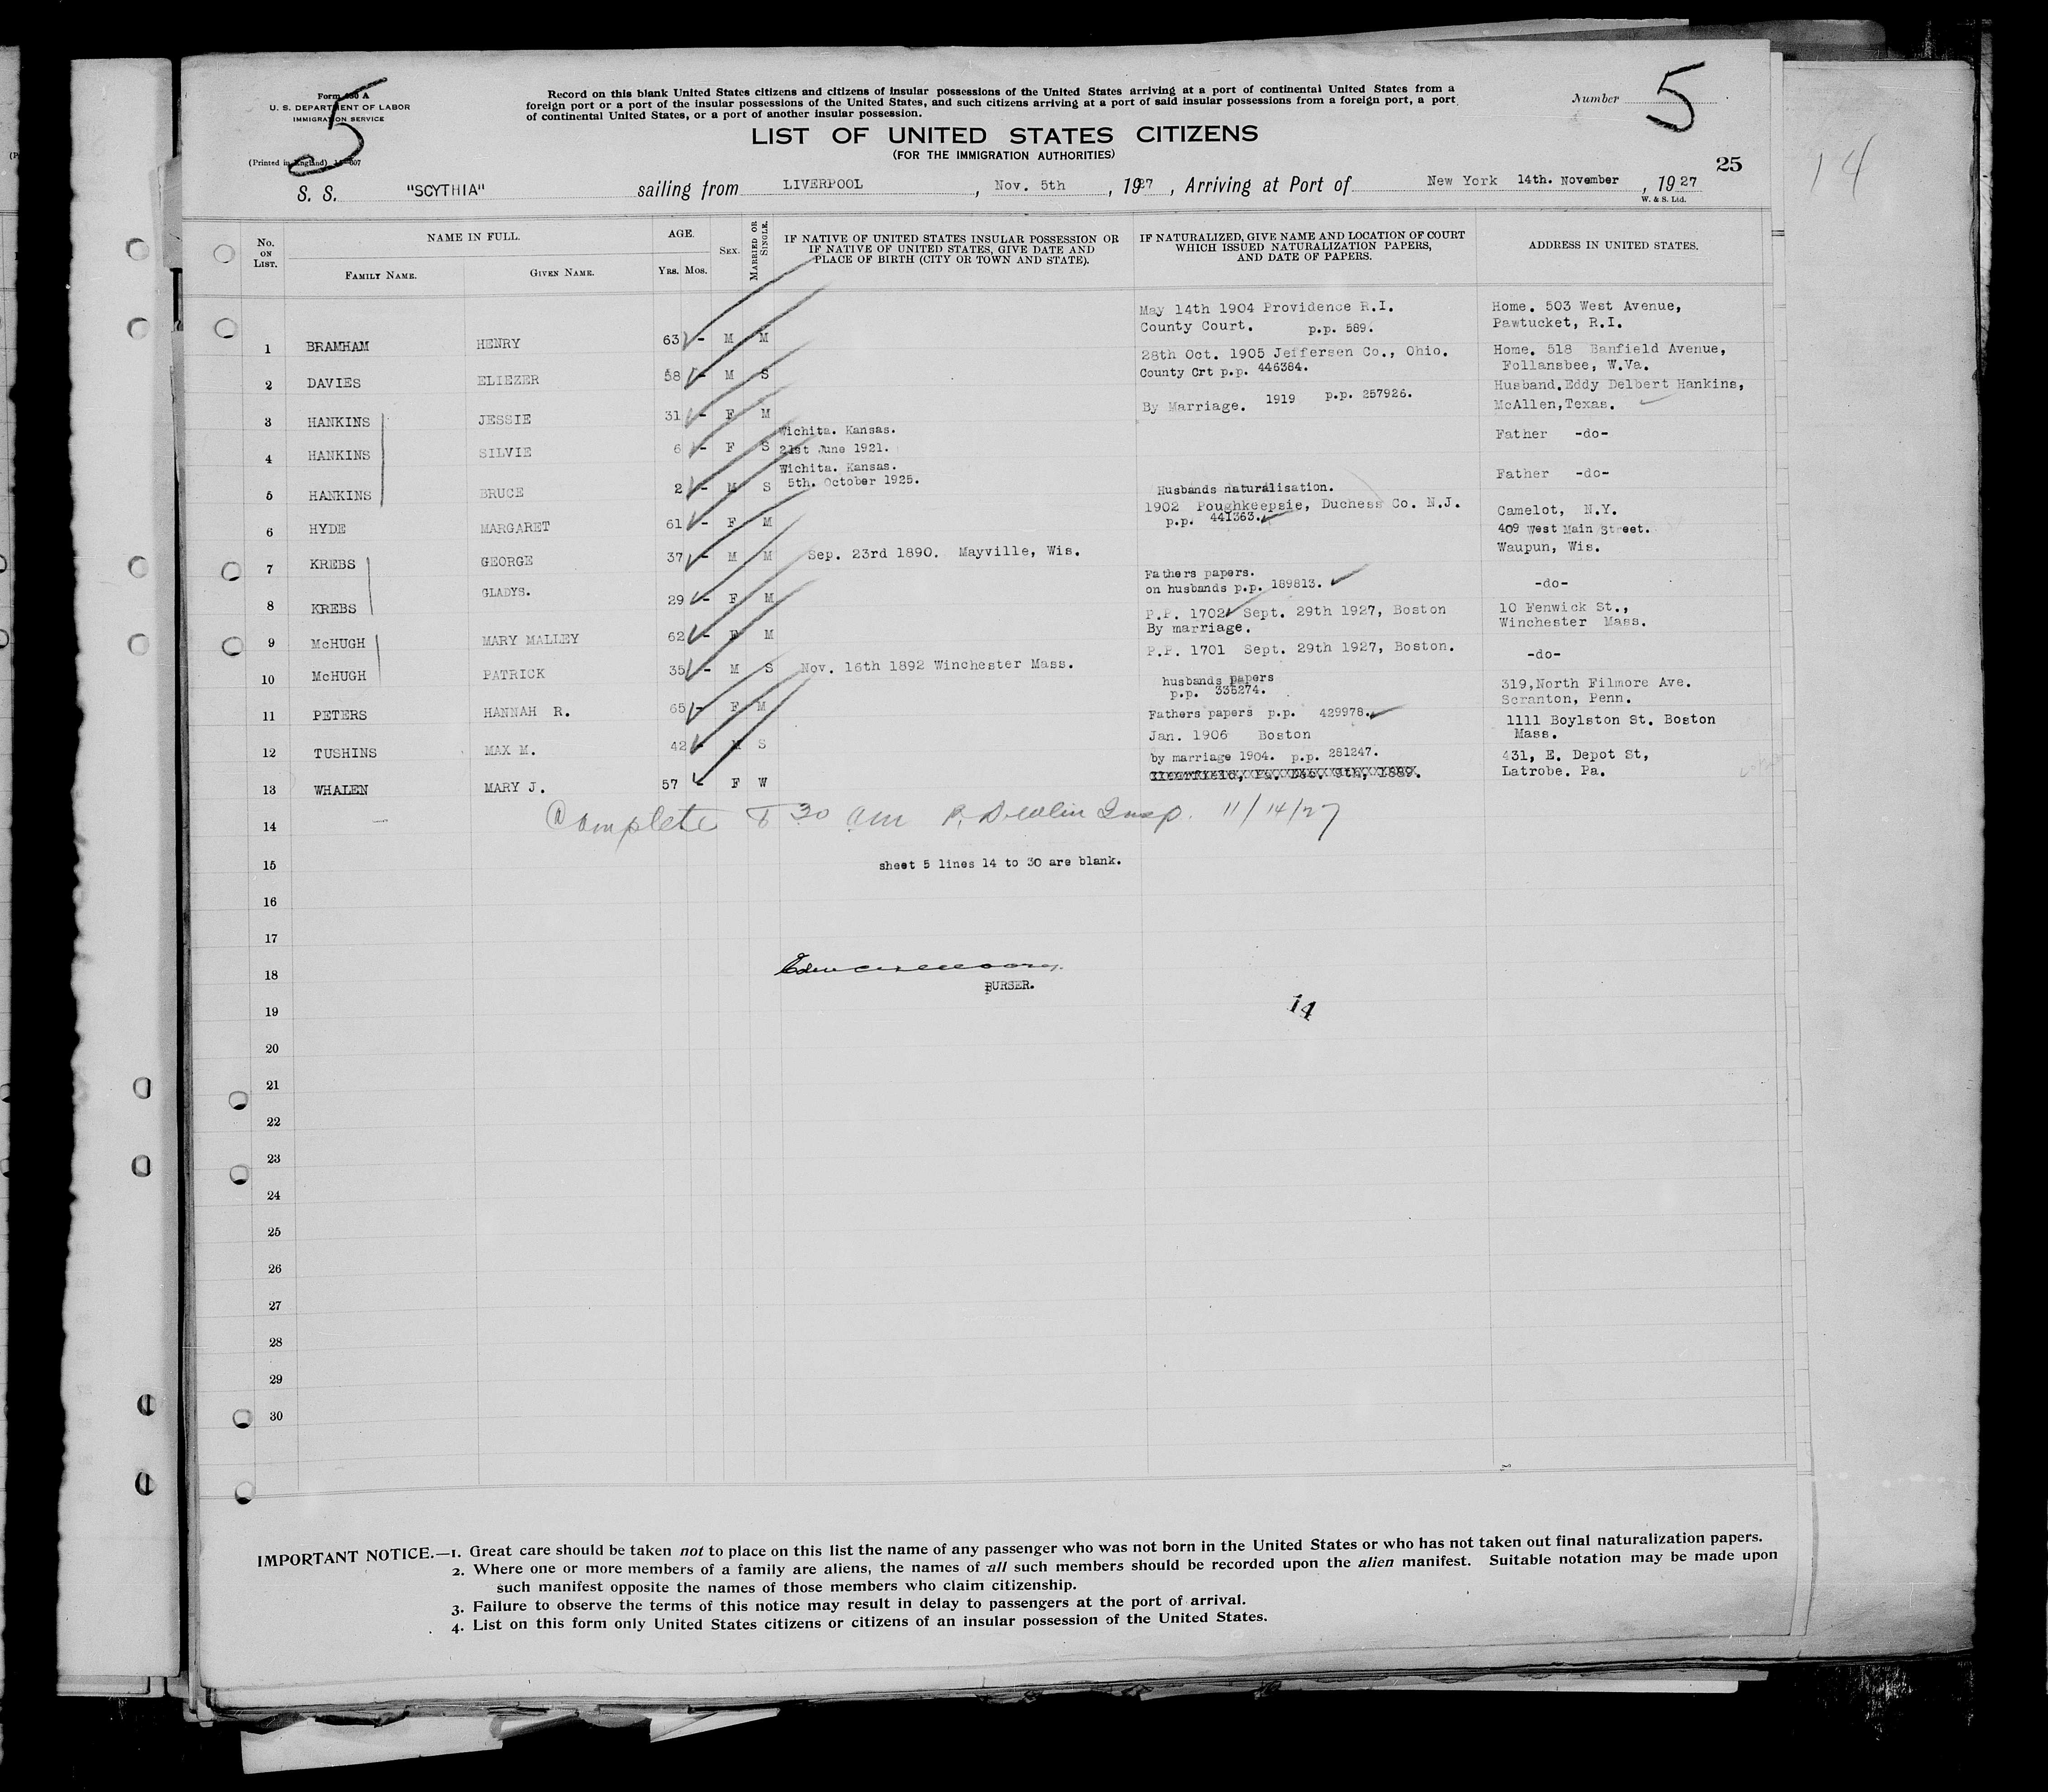 5
Form 630 A
U. S. DEPARTMENT OF LABOR
IMMIGRATION SERVICE
(Printed in England)
Record on this blank United States citizens and citizens of insular possessions of the United States arriving at a port of continental United States from a
foreign port or a port of the insular possessions of the United States, and such citizens arriving at a port of said insular possessions from a foreign port, a port
of continental United States, or a port of another insular possession.
Number 5
14
LIST OF UNITED STATES CITIZENS
(FOR THE IMMIGRATION AUTHORITIES)
25
S. S. "SCYTHIA" sailing from LIVERPOOL, Nov. 5th, 1927, Arriving at Port of New York 14th. November, 1927
W. & S. Ltd.
No. ON LIST. NAME IN FULL. FAMILY NAME. GIVEN NAME. AGE. YRS. MOS. SEX. MARRIED OR SINGLE. IF NATIVE OF UNITED STATES INSULAR POSSESSION OR IF NATIVE OF UNITED STATES, GIVE DATE AND PLACE OF BIRTH (CITY OR TOWN AND STATE). IF NATURALIZED, GIVE NAME AND LOCATION OF COURT WHICH ISSUED NATURALIZATION PAPERS, AND DATE OF PAPERS. ADDRESS IN UNITED STATES.
1 BRAMHAM HENRY 63 - M M May 14th 1904 Providence R.I. County Court. p.p. 589. Home. 503 West Avenue, Pawtucket, R.I.
2 DAVIES ELIEZER 58 - M S 28th Oct. 1905 Jeffersen Co., Ohio. County Crt p.p. 446384. Home. 518 Banfield Avenue, Follansbee, W.Va.
3 HANKINS JESSIE 31 - F M By Marriage. 1919 p.p. 257926. Husband.Eddy Delbert Hankins, McAllen,Texas.
4 HANKINS SILVIE 6 - F S Wichita. Kansas. 21st June 1921. Father -do-
5 HANKINS BRUCE 2 - M S Wichita. Kansas. 5th. October 1925. Father -do-
6 HYDE MARGARET 61 - F M Husbands naturalisation. 1902 Poughkeepsie, Duchess Co. N.J. p.p. 441363. Camelot, N.Y.
7 KREBS GEORGE 37 - M M Sep. 23rd 1890. Mayville, Wis. 409 West Main Street. Waupun, Wis.
8 KREBS GLADYS. 29 - F M Fathers papers. on husbands p.p. 189813. -do-
9 McHUGH MARY MALLEY 62 - F M P.P. 1702 Sept. 29th 1927, Boston By marriage. 10 Fenwick St., Winchester Mass.
10 McHUGH PATRICK 35 - M S Nov. 16th 1892 Winchester Mass. P.P. 1701 Sept. 29th 1927, Boston. -do-
11 PETERS HANNAH R. 65 - F M husbands papers p.p. 335274. 319,North Filmore Ave. Scranton, Penn.
12 TUSHINS MAX M. 42 - M S Fathers papers p.p. 429978. Jan. 1906 Boston 1111 Boylston St. Boston Mass.
13 WHALEN MARY J. 57 - F W by marriage 1904. p.p. 281247. 431, E. Depot St, Latrobe. Pa.
Complete 8 30 am P. Devlin Insp. 11/14/27
14
15 sheet 5 lines 14 to 30 are blank.
16
17
18
PURSER.
19 14
20
21
22
23
24
25
26
27
28
29
30
IMPORTANT NOTICE.—1. Great care should be taken not to place on this list the name of any passenger who was not born in the United States or who has not taken out final naturalization papers.
2. Where one or more members of a family are aliens, the names of all such members should be recorded upon the alien manifest. Suitable notation may be made upon
such manifest opposite the names of those members who claim citizenship.
3. Failure to observe the terms of this notice may result in delay to passengers at the port of arrival.
4. List on this form only United States citizens or citizens of an insular possession of the United States.